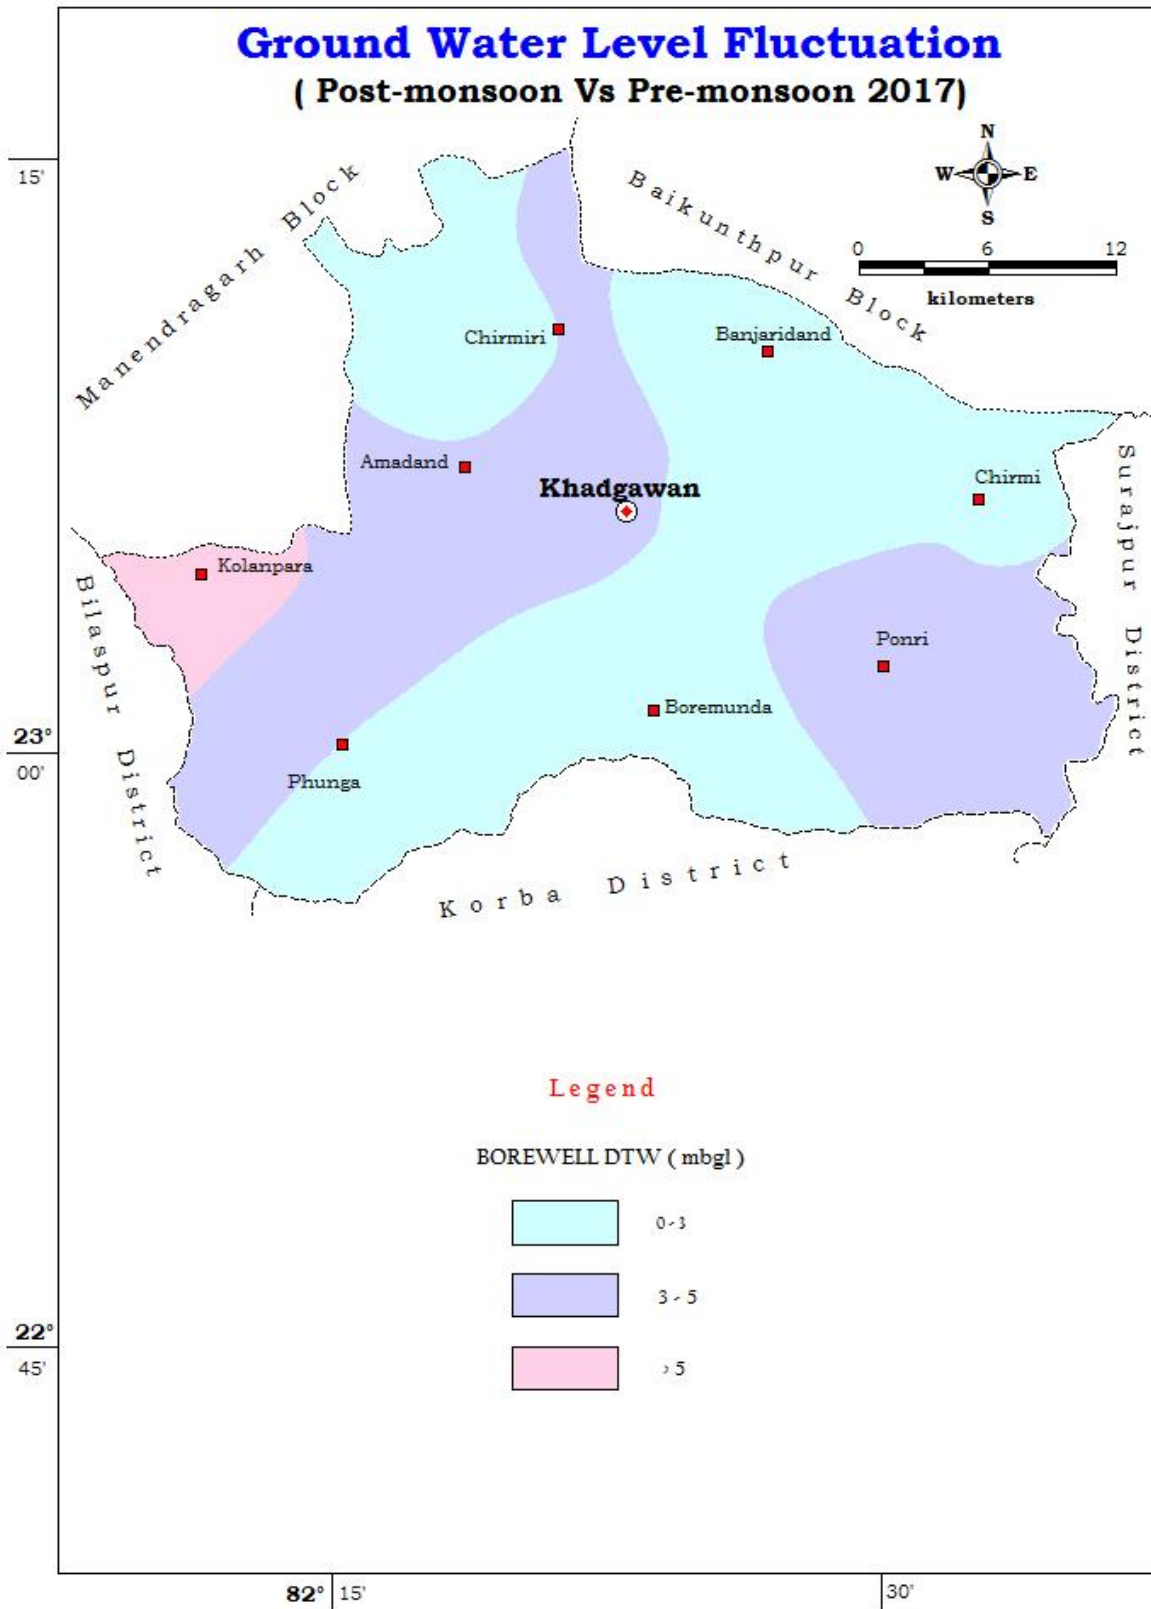 Ground Water Level Fluctuation
( Post-monsoon Vs Pre-monsoon 2017)
N
W E
S
15'
Manendragarh Block
Baikunthpur Block
0 6 12
kilometers
Chirmiri
Banjaridand
Amadand
Khadgawan
Chirmi
Surajpur District
Kolanpara
Bilaspur District
Ponri
Boremunda
23°
00'
Phunga
Korba District
Legend
BOREWELL DTW ( mbgl )
0 - 3
3 - 5
> 5
22°
45'
82° 15' 30'